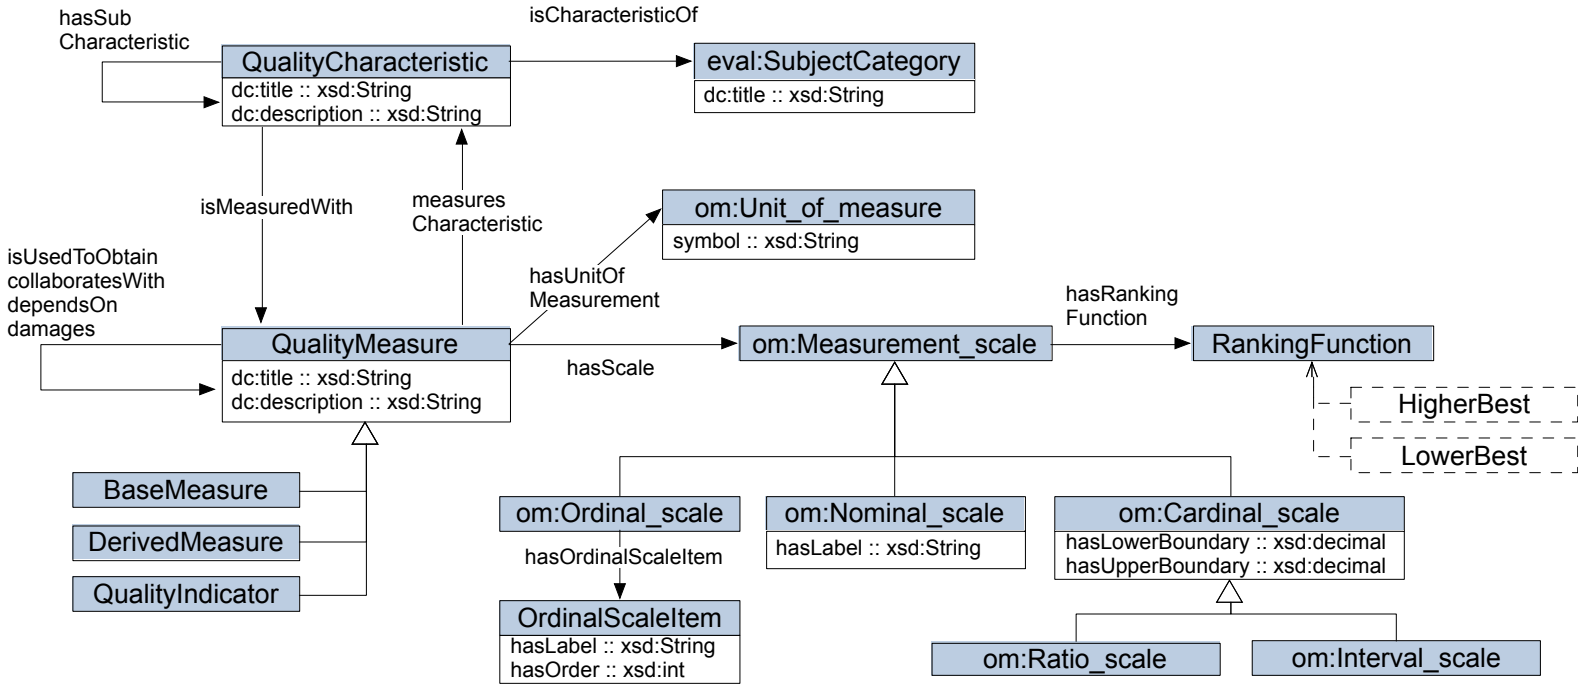 hasSub
Characteristic
isCharacteristicOf
QualityCharacteristic
dc:title :: xsd:String
dc:description :: xsd:String
eval:SubjectCategory
dc:title :: xsd:String
isMeasuredWith
measures
Characteristic
om:Unit_of_measure
symbol :: xsd:String
isUsedToObtain
collaboratesWith
dependsOn
damages
hasUnitOf
Measurement
hasRanking
Function
QualityMeasure
dc:title :: xsd:String
dc:description :: xsd:String
hasScale
om:Measurement_scale
RankingFunction
HigherBest
LowerBest
BaseMeasure
DerivedMeasure
QualityIndicator
om:Ordinal_scale
hasOrdinalScaleItem
OrdinalScaleItem
hasLabel :: xsd:String
hasOrder :: xsd:int
om:Nominal_scale
hasLabel :: xsd:String
om:Cardinal_scale
hasLowerBoundary :: xsd:decimal
hasUpperBoundary :: xsd:decimal
om:Ratio_scale
om:Interval_scale